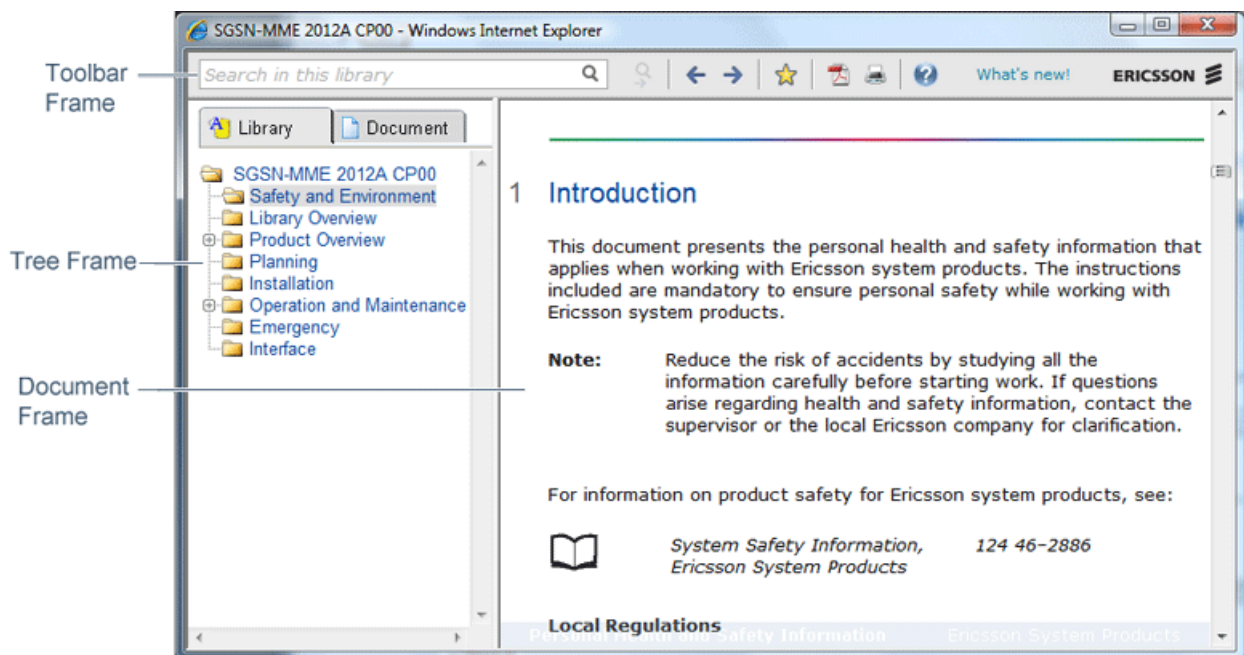 SGSN-MME 2012A CP00 - Windows Internet Explorer
Toolbar
Frame
Search in this library
What's new!
ERICSSON
Library
Document
SGSN-MME 2012A CP00
Safety and Environment
Library Overview
Product Overview
Planning
Installation
Operation and Maintenance
Emergency
Interface
Tree Frame
Document
Frame
1 Introduction
This document presents the personal health and safety information that
applies when working with Ericsson system products. The instructions
included are mandatory to ensure personal safety while working with
Ericsson system products.
Note: Reduce the risk of accidents by studying all the
information carefully before starting work. If questions
arise regarding health and safety information, contact the
supervisor or the local Ericsson company for clarification.
For information on product safety for Ericsson system products, see:
System Safety Information, 124 46–2886
Ericsson System Products
Local Regulations
Personal Health and Safety Information Ericsson System Products